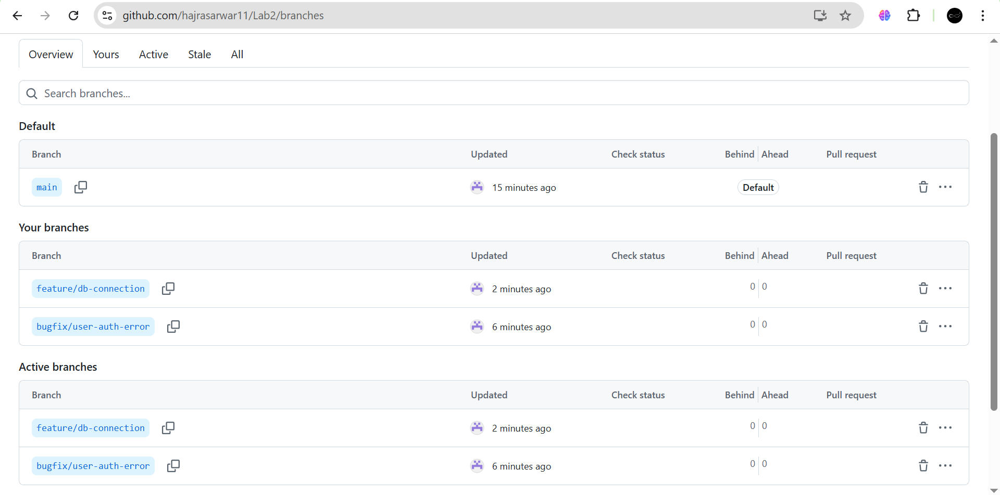 github.com/hajrasarwar11/Lab2/branches
Overview Yours Active Stale All
Search branches...
Default
Branch Updated Check status Behind Ahead Pull request
main 15 minutes ago Default
Your branches
Branch Updated Check status Behind Ahead Pull request
feature/db-connection 2 minutes ago 0 0
bugfix/user-auth-error 6 minutes ago 0 0
Active branches
Branch Updated Check status Behind Ahead Pull request
feature/db-connection 2 minutes ago 0 0
bugfix/user-auth-error 6 minutes ago 0 0